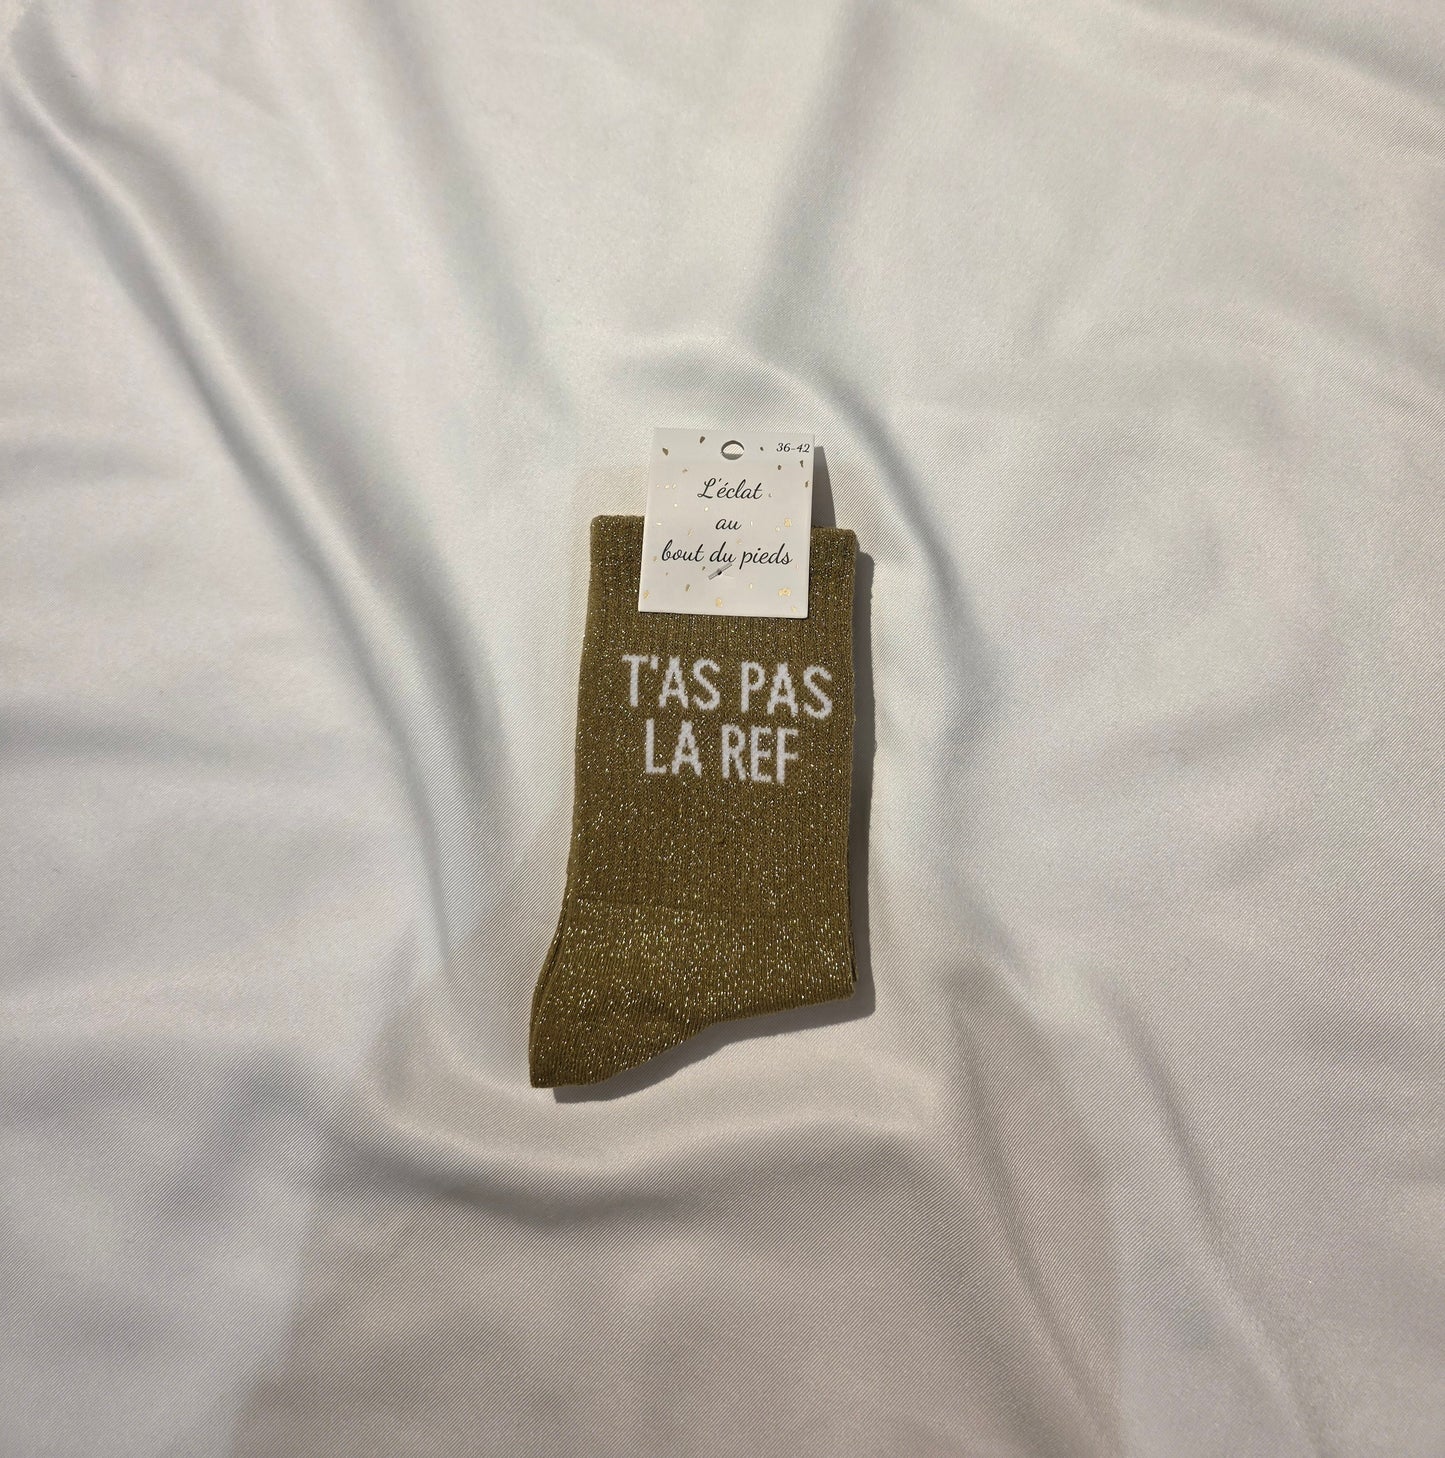 36-42
L'éclat
au
bout du pieds
T'AS PAS
LA REF